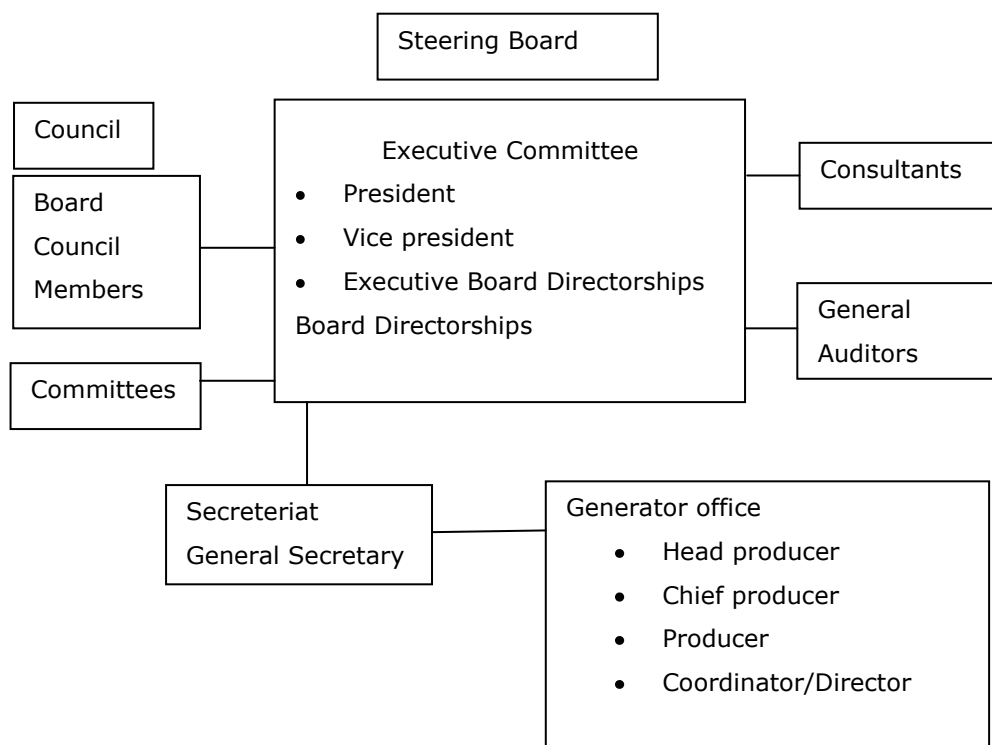 Steering Board
Council
Board
Council
Members
Committees
Executive Committee
• President
• Vice president
• Executive Board Directorships
Board Directorships
Consultants
General
Auditors
Secreteriat
General Secretary
Generator office
• Head producer
• Chief producer
• Producer
• Coordinator/Director